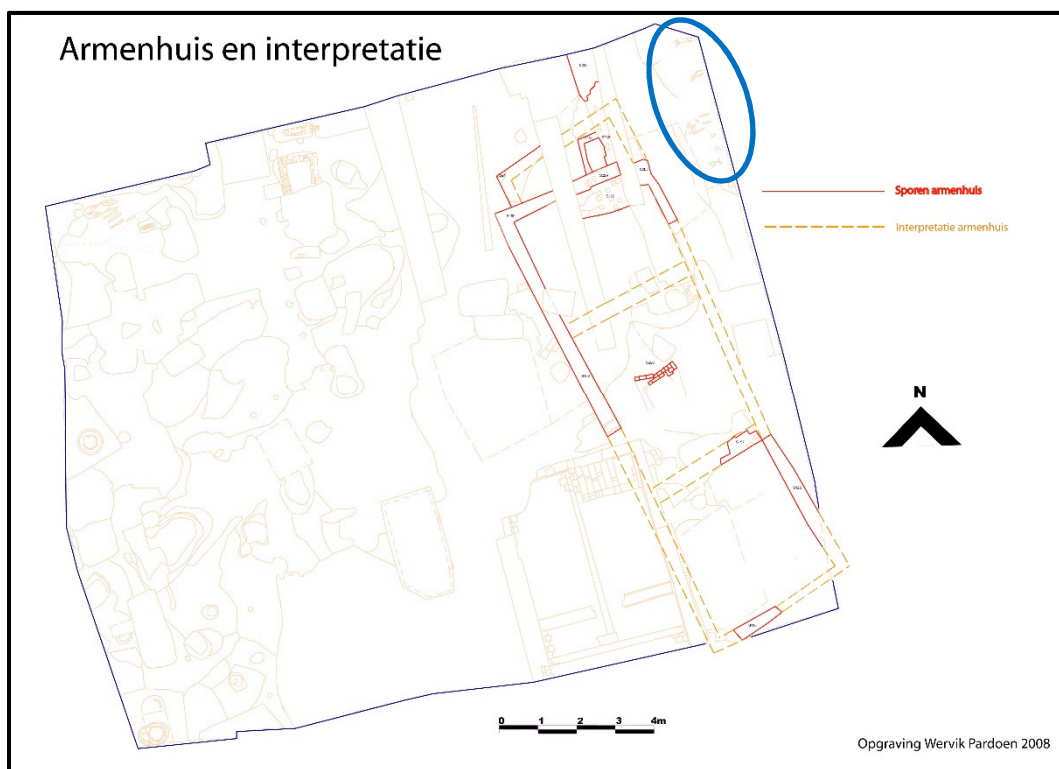 Armenhuis en interpretatie
Sporen armenhuis
Interpretatie armenhuis
N
0 1 2 3 4m
Opgraving Wervik Pardoen 2008